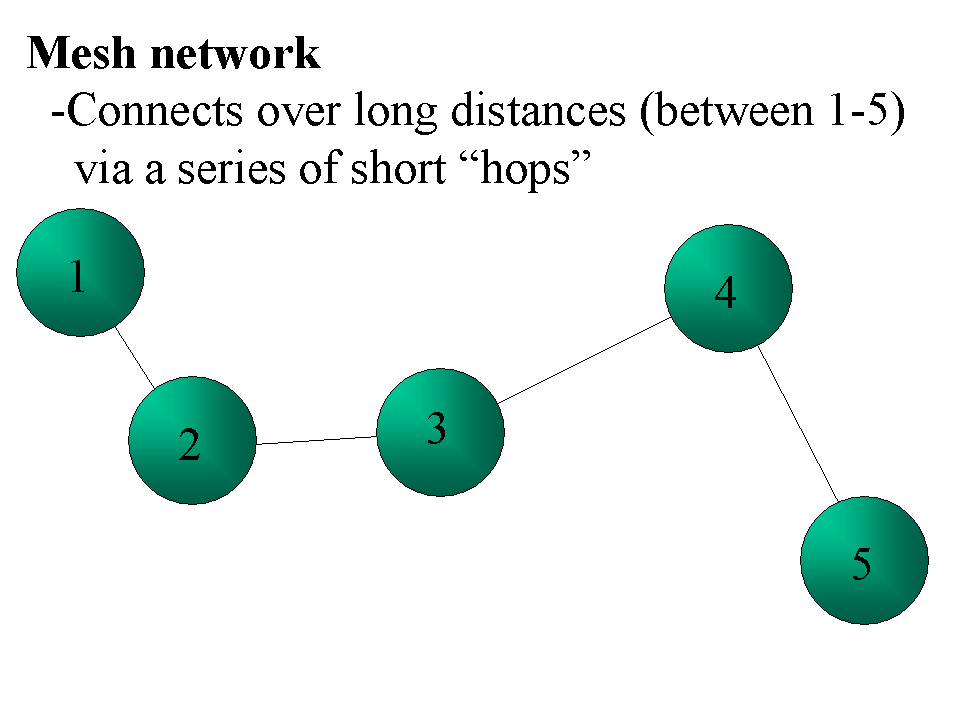 Mesh network
-Connects over long distances (between 1-5)
via a series of short “hops”
1
4
2
3
5